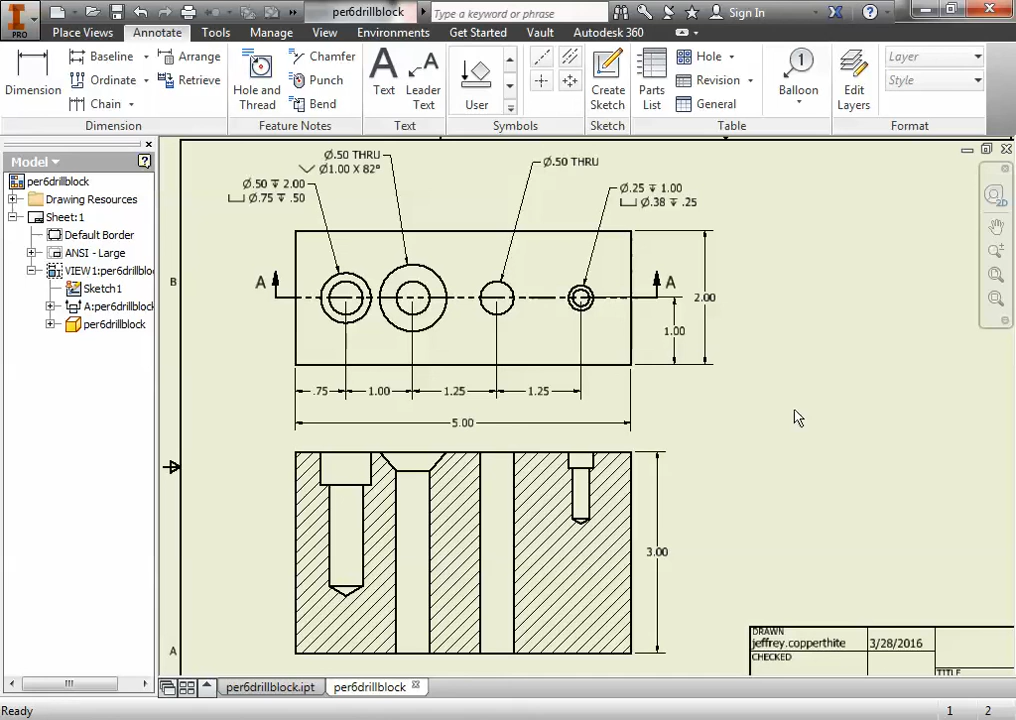 I
PRO
per6drillblock
Type a keyword or phrase
Sign In
Place Views Annotate Tools Manage View Environments Get Started Vault Autodesk 360
Dimension
Baseline
Ordinate
Chain
Arrange
Retrieve
Dimension
Hole and
Thread
Chamfer
Punch
Bend
Feature Notes
A
Text
A
Leader
Text
Text
User
Symbols
Create
Sketch
Sketch
Parts
List
Hole
Revision
General
Table
1
Balloon
Edit
Layers
Layer
Style
Format
Model
?
per6drillblock
Drawing Resources
Sheet:1
Default Border
ANSI - Large
VIEW1:per6drillblo
Sketch1
A:per6drillblock
per6drillblock
2D
B
A
Ø.50 THRU
⌵ Ø1.00 X 82°
Ø.50 ↧ 2.00
⌴ Ø.75 ↧ .50
Ø.50 THRU
Ø.25 ↧ 1.00
⌴ Ø.38 ↧ .25
A
A
2.00
1.00
.75
1.00
1.25
1.25
5.00
3.00
DRAWN
jeffrey.copperthite
3/28/2016
CHECKED
TITLE
per6drillblock.ipt
per6drillblock
Ready
1
2